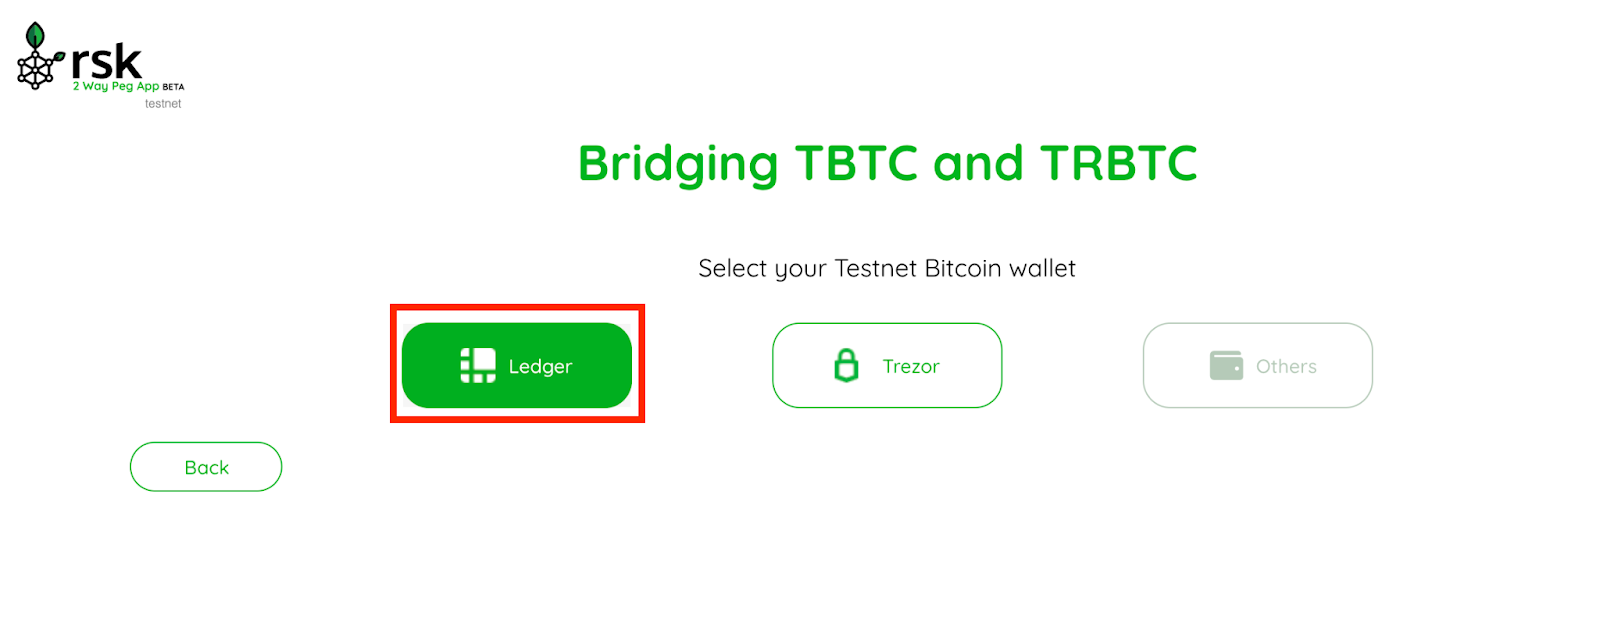 rsk
2 Way Peg App BETA
testnet
Bridging TBTC and TRBTC
Select your Testnet Bitcoin wallet
Ledger
Trezor
Others
Back